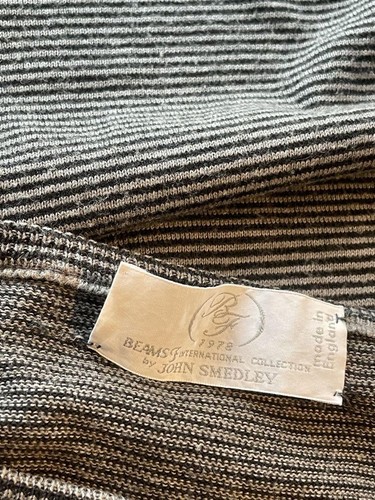 BF
1978
BEAMS F INTERNATIONAL COLLECTION
by JOHN SMEDLEY
made in
England